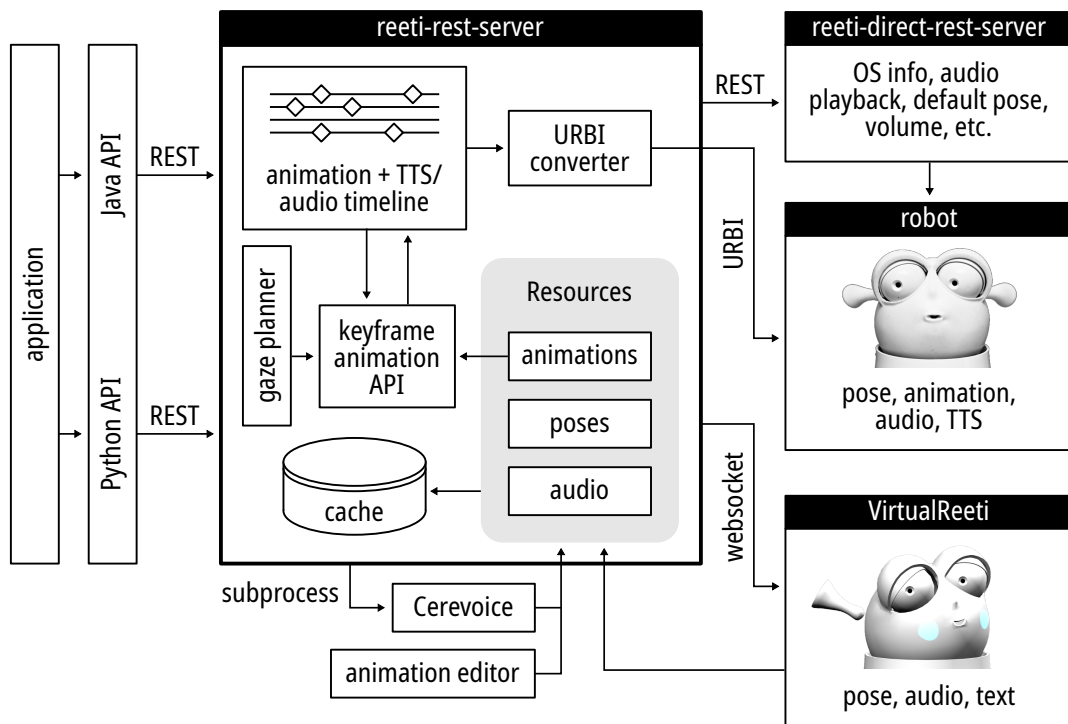 application
Java API
Python API
REST
REST
reeti-rest-server
animation + TTS/
audio timeline
URBI
converter
gaze planner
keyframe
animation
API
Resources
animations
poses
audio
cache
subprocess
Cerevoice
animation editor
REST
URBI
websocket
reeti-direct-rest-server
OS info, audio
playback, default pose,
volume, etc.
robot
pose, animation,
audio, TTS
VirtualReeti
pose, audio, text